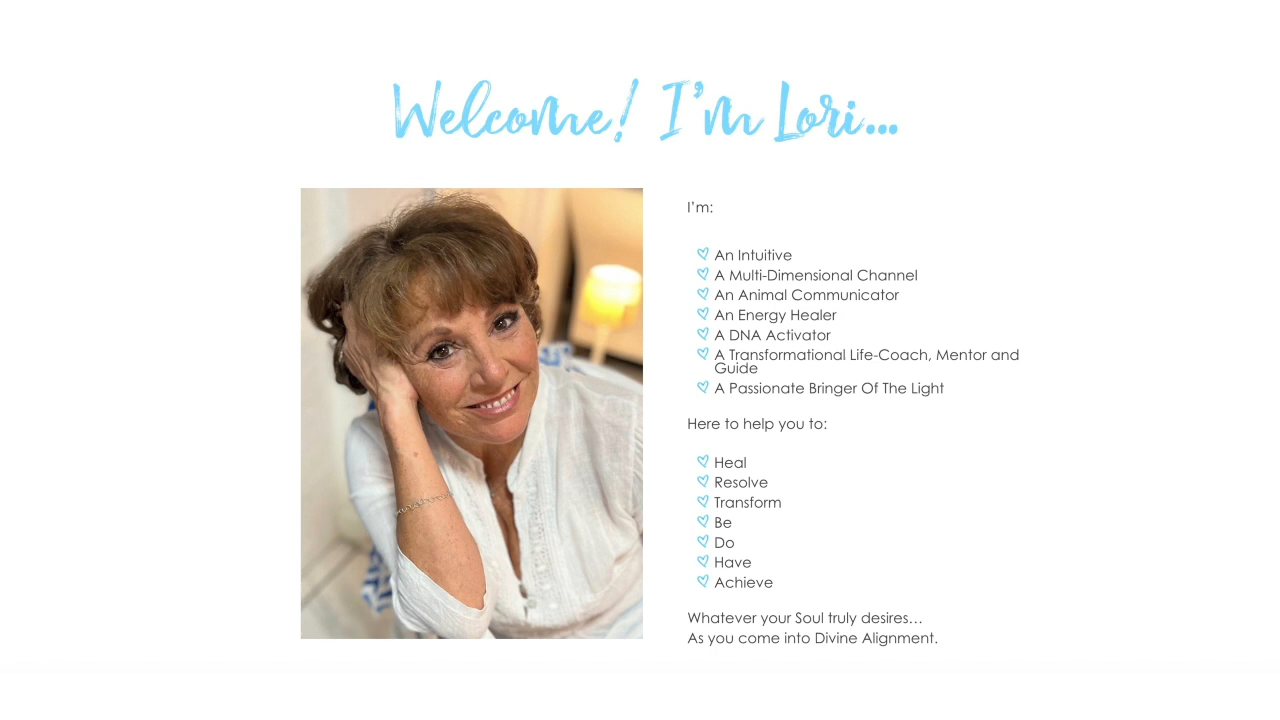 Welcome! I'm Lori...
I'm:
An Intuitive
A Multi-Dimensional Channel
An Animal Communicator
An Energy Healer
A DNA Activator
A Transformational Life-Coach, Mentor and
Guide
A Passionate Bringer Of The Light
Here to help you to:
Heal
Resolve
Transform
Be
Do
Have
Achieve
Whatever your Soul truly desires…
As you come into Divine Alignment.